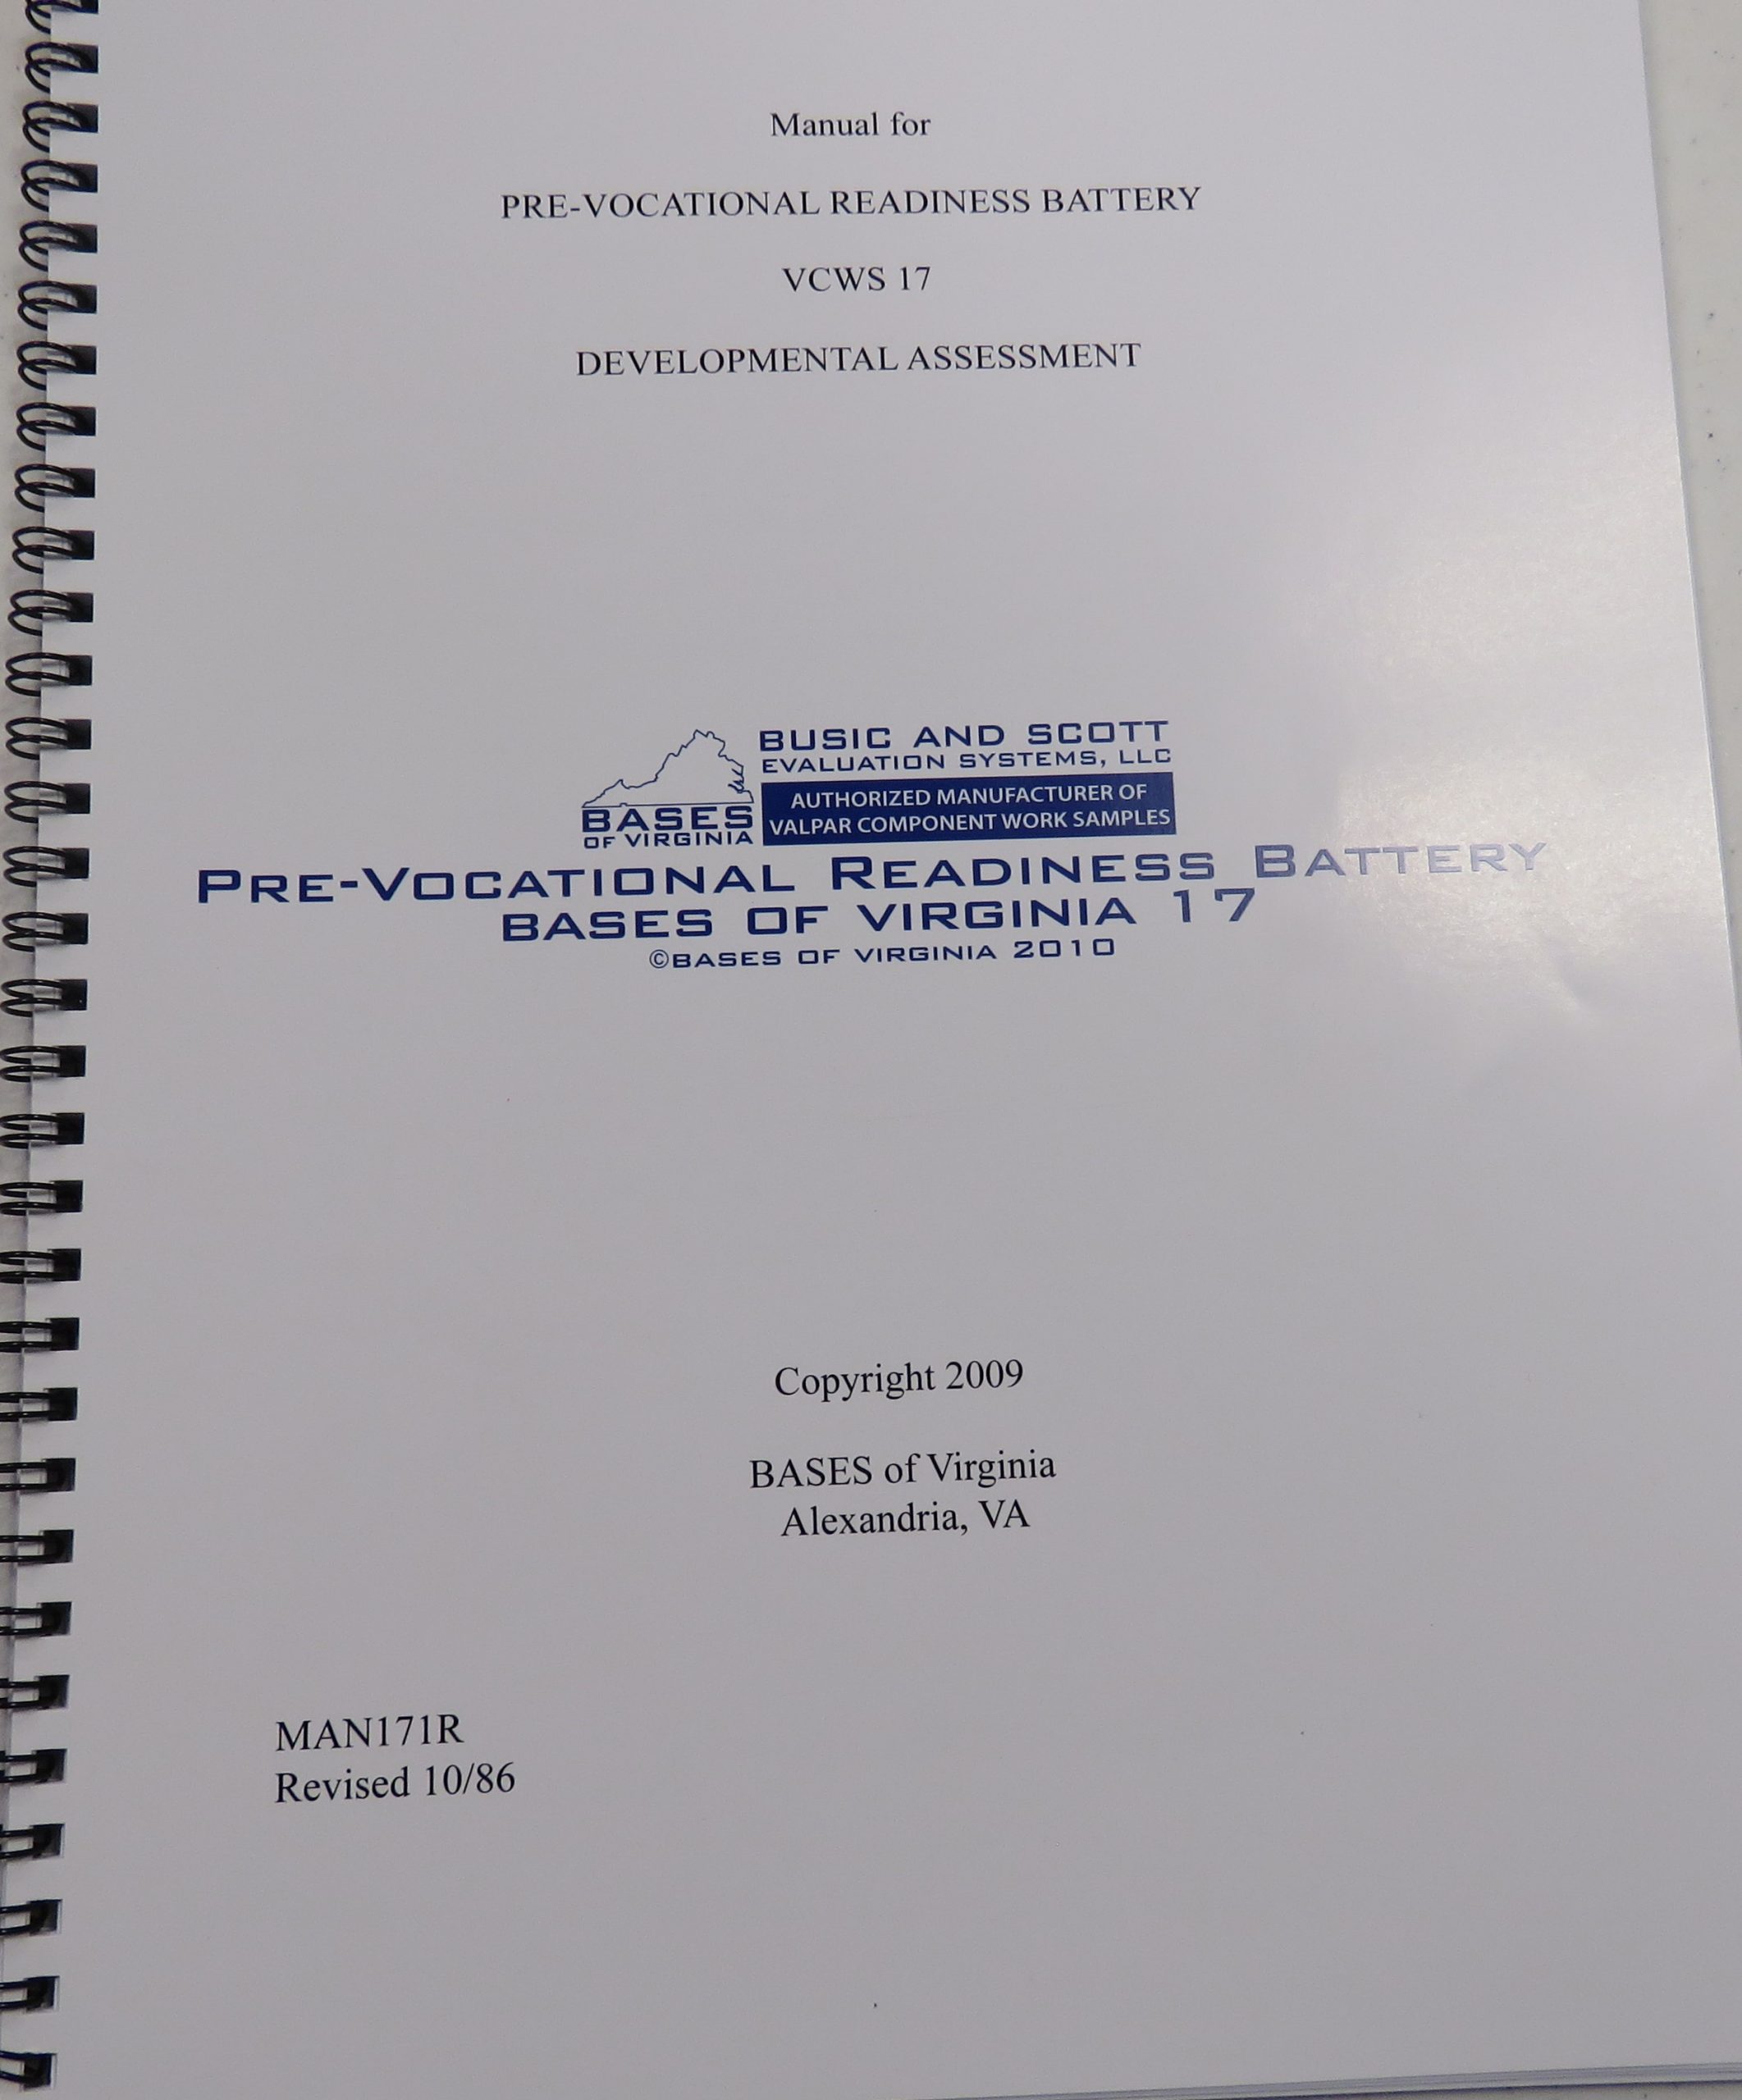 Manual for
PRE-VOCATIONAL READINESS BATTERY
VCWS 17
DEVELOPMENTAL ASSESSMENT
BUSIC AND SCOTT
EVALUATION SYSTEMS, LLC
AUTHORIZED MANUFACTURER OF
VALPAR COMPONENT WORK SAMPLES
BASES
OF VIRGINIA
PRE-VOCATIONAL READINESS BATTERY
BASES OF VIRGINIA 17
©BASES OF VIRGINIA 2010
Copyright 2009
BASES of Virginia
Alexandria, VA
MAN171R
Revised 10/86